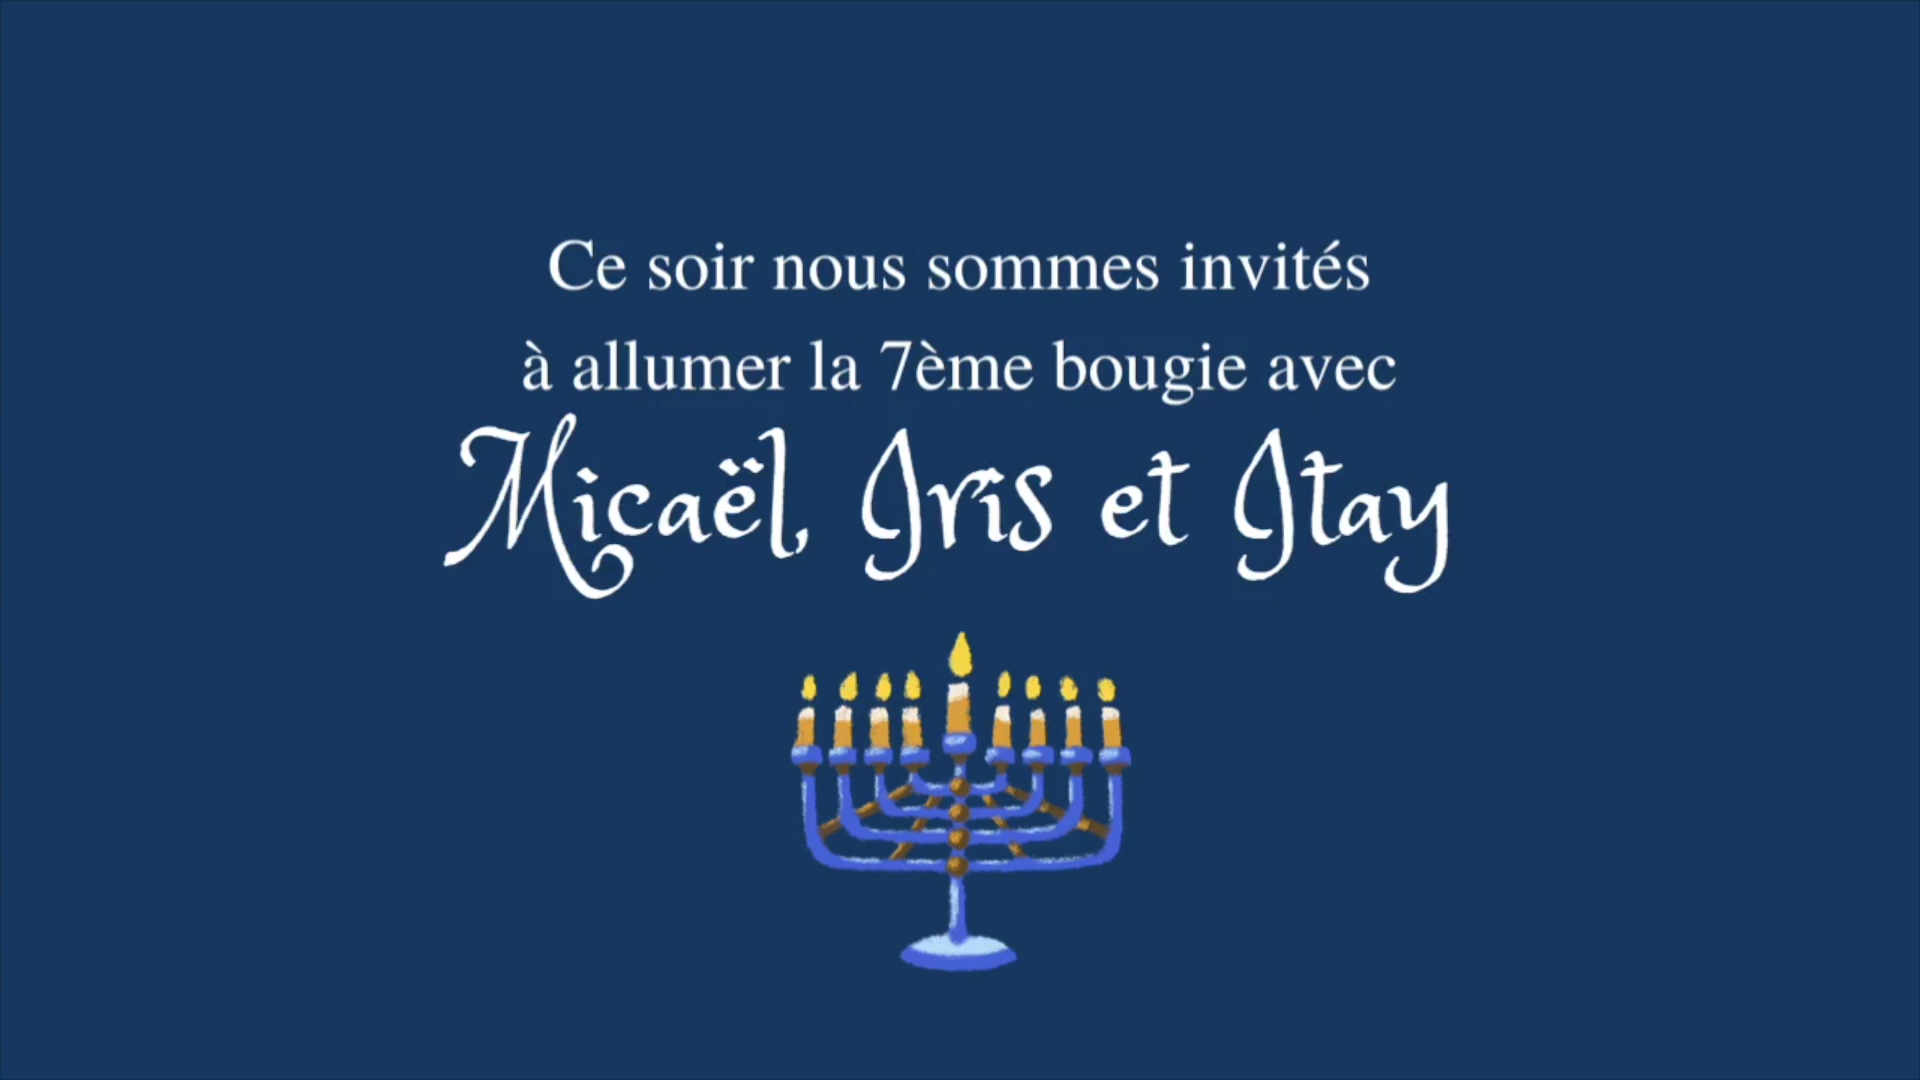 Ce soir nous sommes invités
à allumer la 7ème bougie avec
Micaël, Iris et Itay